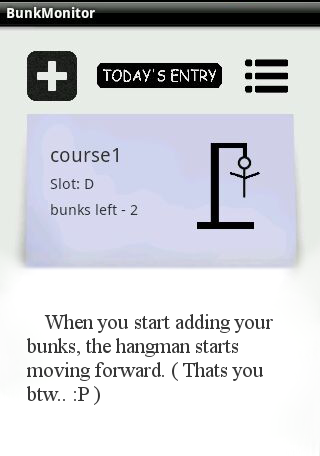 BunkMonitor
TODAY'S ENTRY
course1
Slot: D
bunks left - 2
When you start adding your
bunks, the hangman starts
moving forward. ( Thats you
btw.. :P )